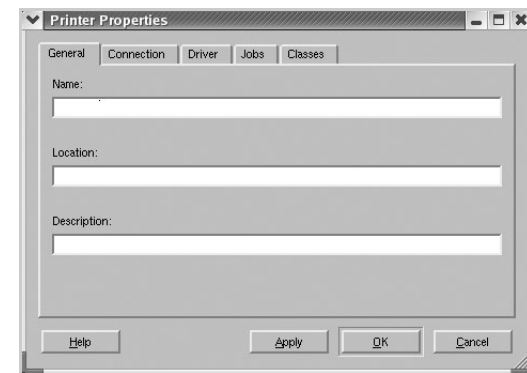 Printer Properties
General Connection Driver Jobs Classes
Name:
Location:
Description:
Help Apply OK Cancel